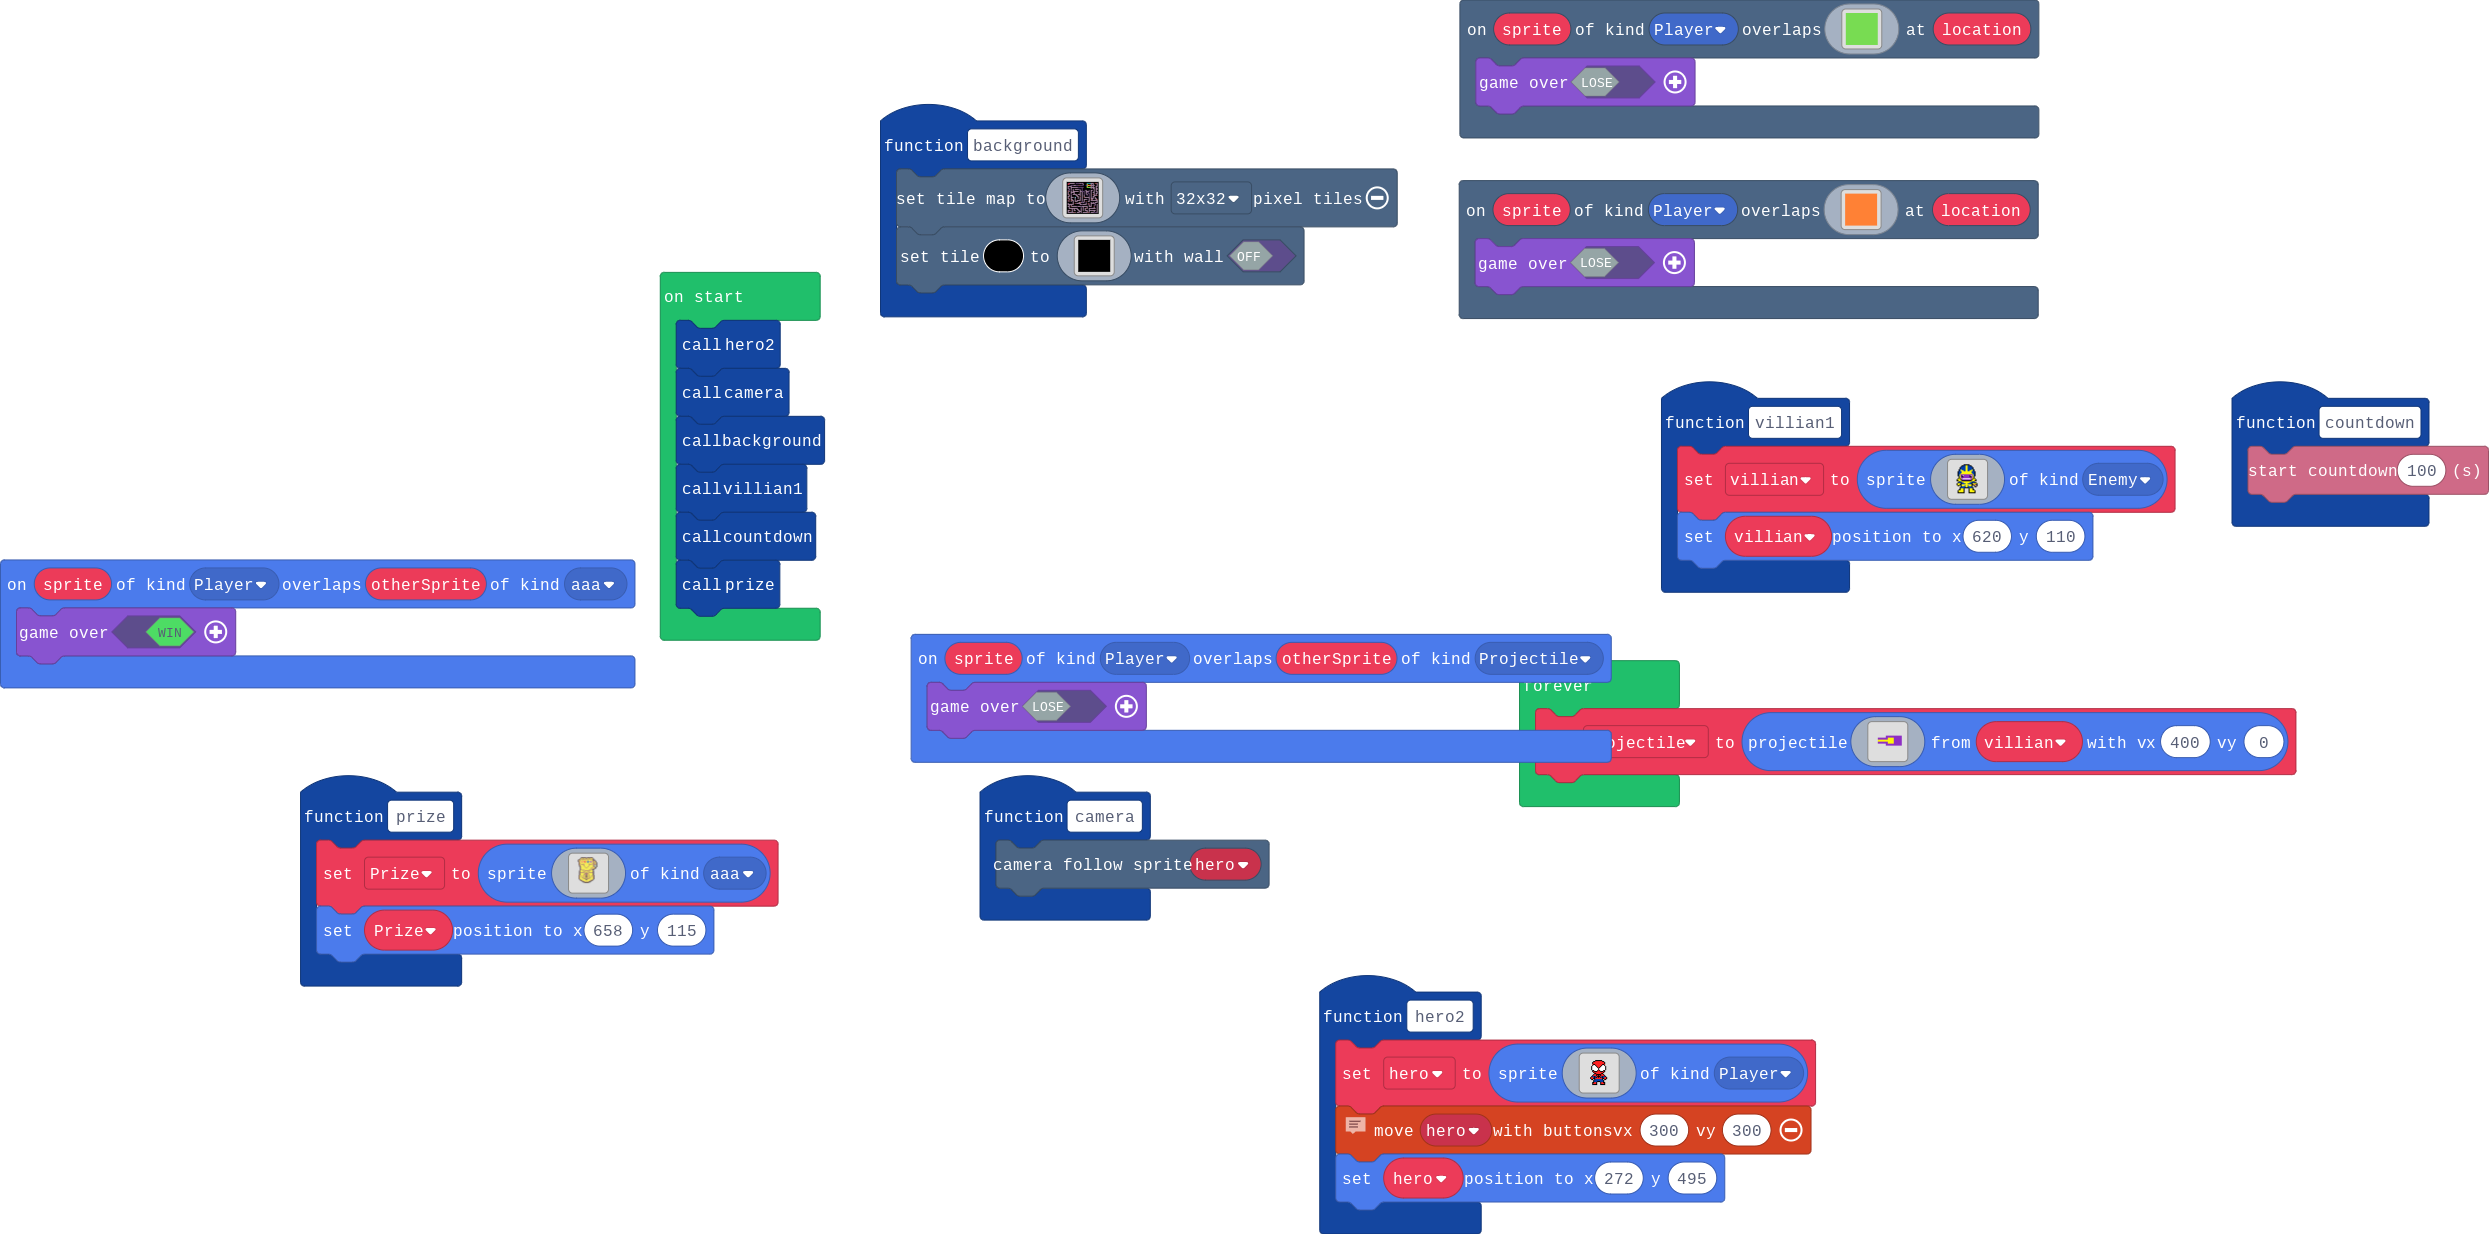 on sprite of kind Player overlaps at location
game over LOSE
function background
set tile map to with 32x32 pixel tiles
set tile to with wall OFF
on sprite of kind Player overlaps at location
game over LOSE
on start
call hero2
call camera
call background
call villian1
call countdown
call prize
function villian1
set villian to sprite of kind Enemy
set villian position to x 620 y 110
function countdown
start countdown 100 (s)
on sprite of kind Player overlaps otherSprite of kind aaa
game over WIN
on sprite of kind Player overlaps otherSprite of kind Projectile
game over LOSE
forever
to projectile from villian with vx 400 vy 0
function prize
set Prize to sprite of kind aaa
set Prize position to x 658 y 115
function camera
camera follow sprite hero
function hero2
set hero to sprite of kind Player
move hero with buttons vx 300 vy 300
set hero position to x 272 y 495